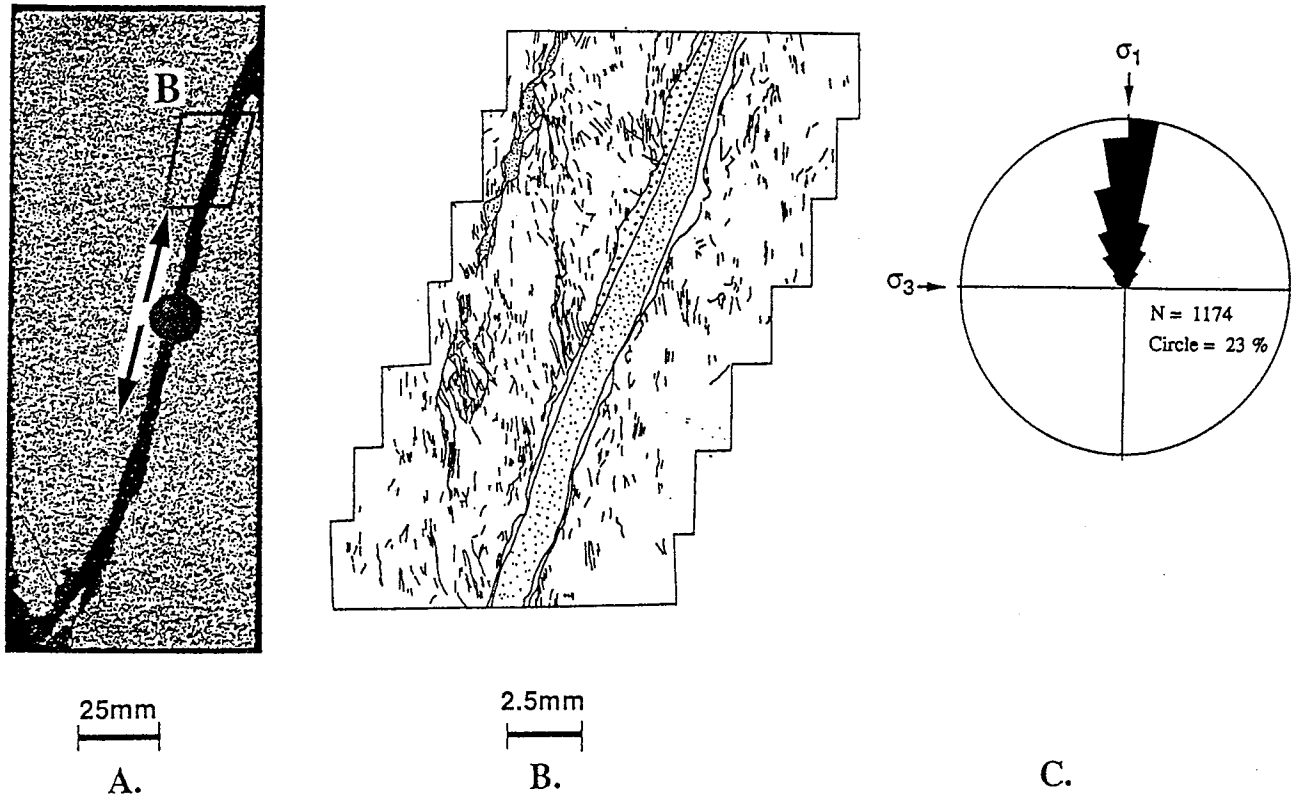 B
25mm
A.
2.5mm
B.
σ1
σ3
N = 1174
Circle = 23 %
C.